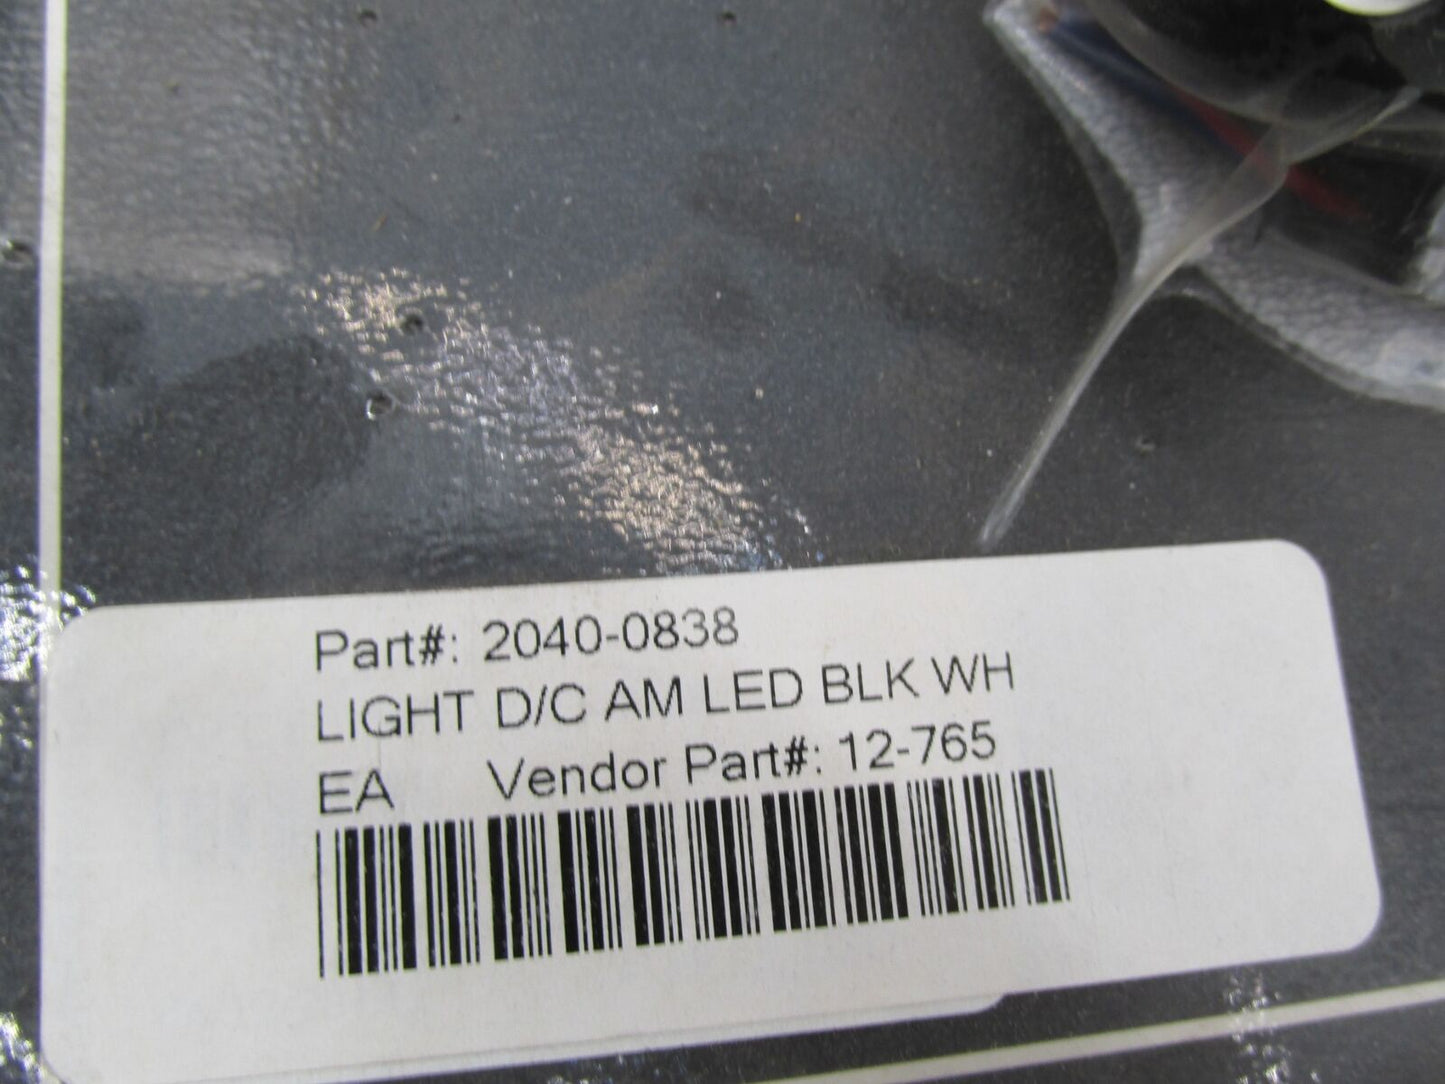 Part#: 2040-0838
LIGHT D/C AM LED BLK WH
EA Vendor Part#: 12-765